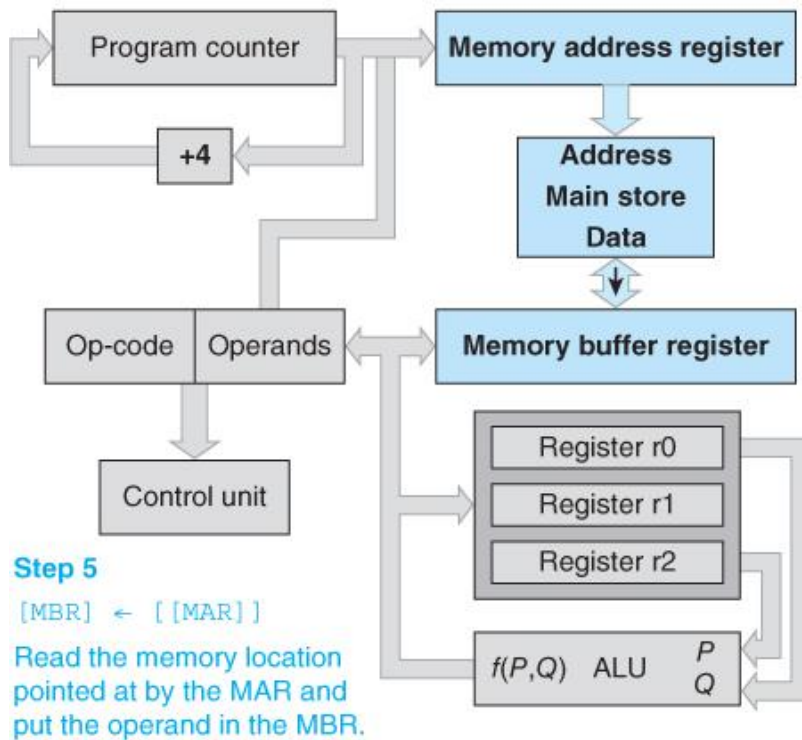 Program counter
Memory address register
+4
Address
Main store
Data
Op-code
Operands
Memory buffer register
Control unit
Register r0
Register r1
Register r2
f(P,Q) ALU P
Q
Step 5
[MBR] ← [[MAR]]
Read the memory location
pointed at by the MAR and
put the operand in the MBR.